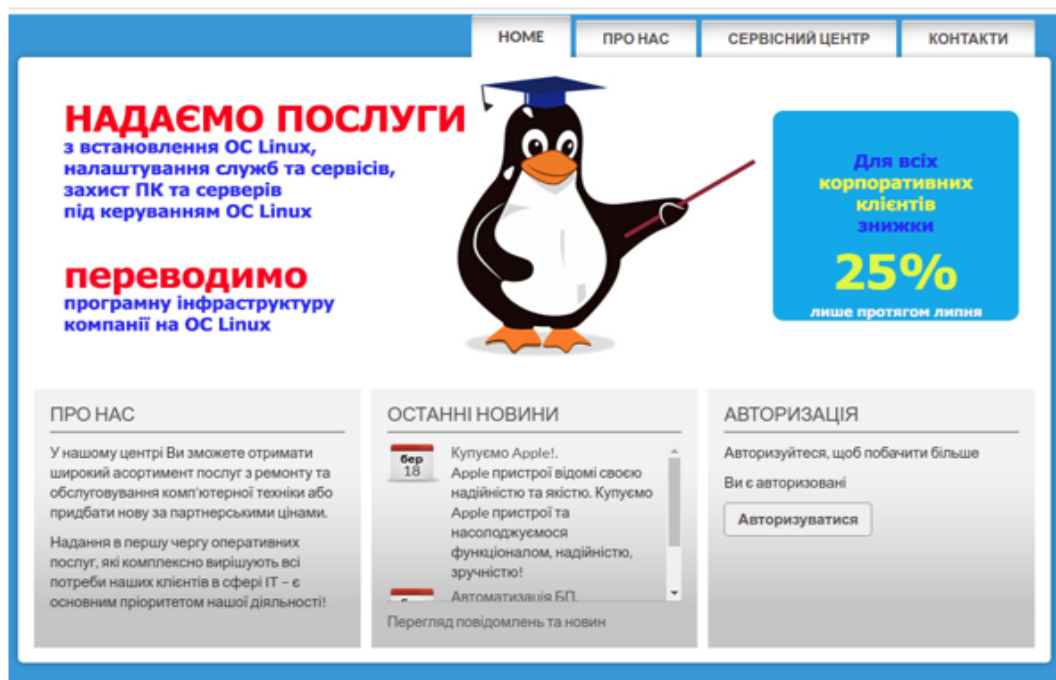 HOME
ПРО НАС
СЕРВІСНИЙ ЦЕНТР
КОНТАКТИ
НАДАЄМО ПОСЛУГИ
з встановлення ОС Linux,
налаштування служб та сервісів,
захист ПК та серверів
під керуванням ОС Linux
переводимо
програмну інфраструктуру
компанії на ОС Linux
Для всіх
корпоративних
клієнтів
знижки
25%
лише протягом липня
ПРО НАС
У нашому центрі Ви зможете отримати
широкий асортимент послуг з ремонту та
обслуговування комп'ютерної техніки або
придбати нову за партнерськими цінами.
Надання в першу чергу оперативних
послуг, які комплексно вирішують всі
потреби наших клієнтів в сфері ІТ – є
основним пріоритетом нашої діяльності!
ОСТАННІ НОВИНИ
бер
18
Купуємо Apple!.
Apple пристрої відомі своєю
надійністю та якістю. Купуємо
Apple пристрої та
насолоджуємося
функціоналом, надійністю,
зручністю!
Автоматизація БП.
Перегляд повідомлень та новин
АВТОРИЗАЦІЯ
Авторизуйтеся, щоб побачити більше
Ви є авторизовані
Авторизуватися